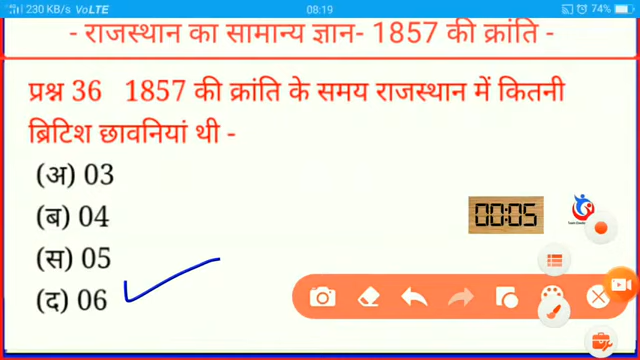 230 KB/s VoLTE 08:19 74%
- राजस्थान का सामान्य ज्ञान- 1857 की क्रांति -
प्रश्न 36 1857 की क्रांति के समय राजस्थान में कितनी
ब्रिटिश छावनियां थी -
(अ) 03
(ब) 04
(स) 05
(द) 06
00:05